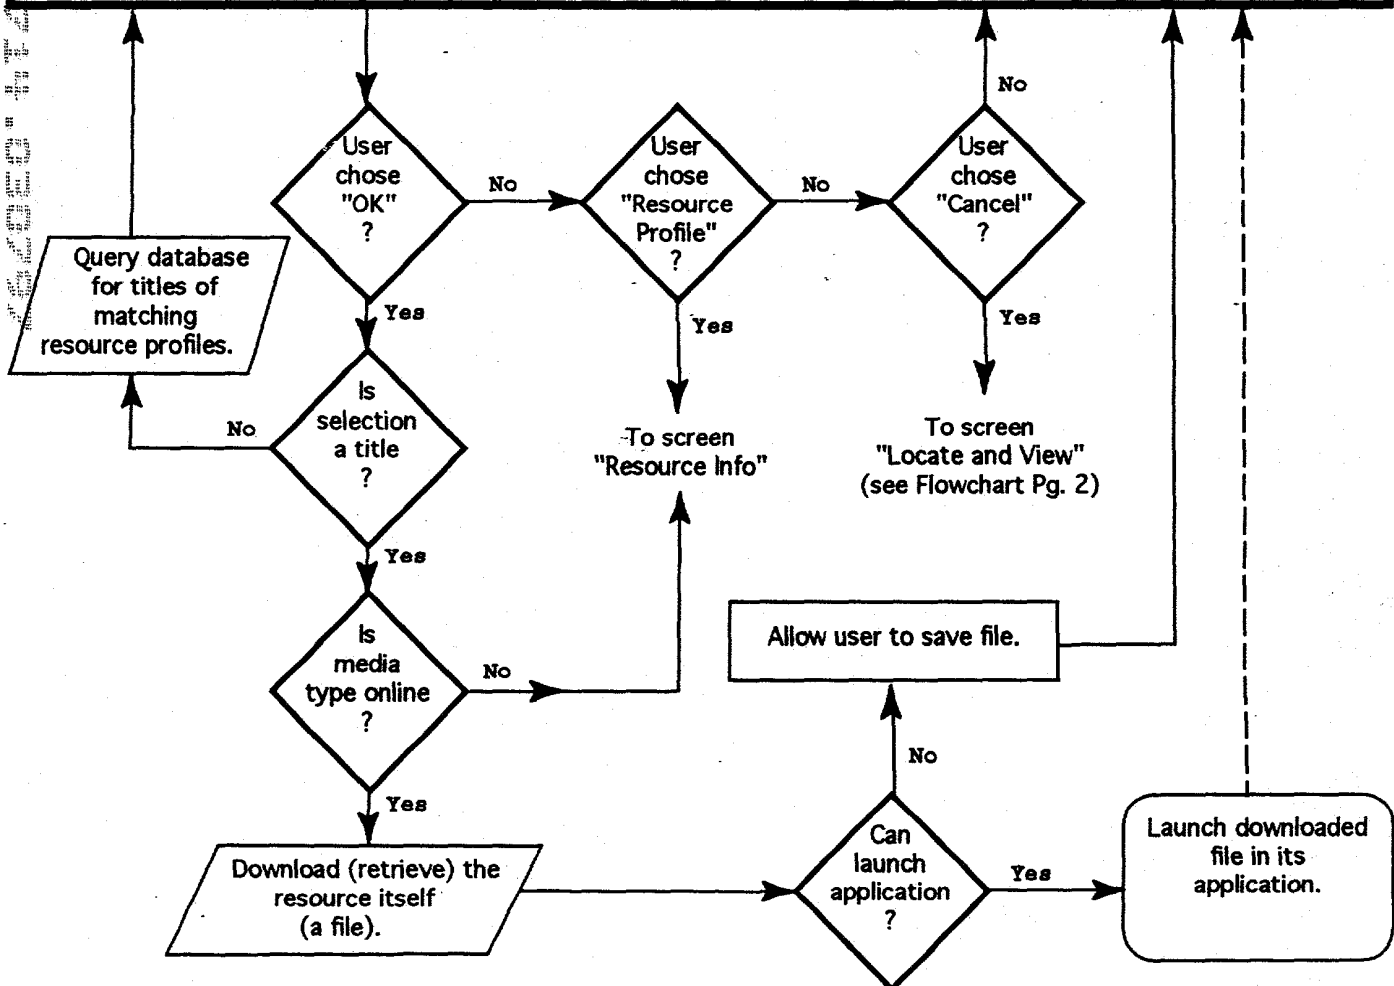 No
User
chose
"OK"
?
No
User
chose
"Resource
Profile"
?
No
User
chose
"Cancel"
?
Query database
for titles of
matching
resource profiles.
Yes
Yes
Yes
Is
selection
a title
?
No
To screen
"Resource Info"
To screen
"Locate and View"
(see Flowchart Pg. 2)
Yes
Is
media
type online
?
No
Allow user to save file.
No
Yes
Download (retrieve) the
resource itself
(a file).
Can
launch
application
?
Yes
Launch downloaded
file in its
application.